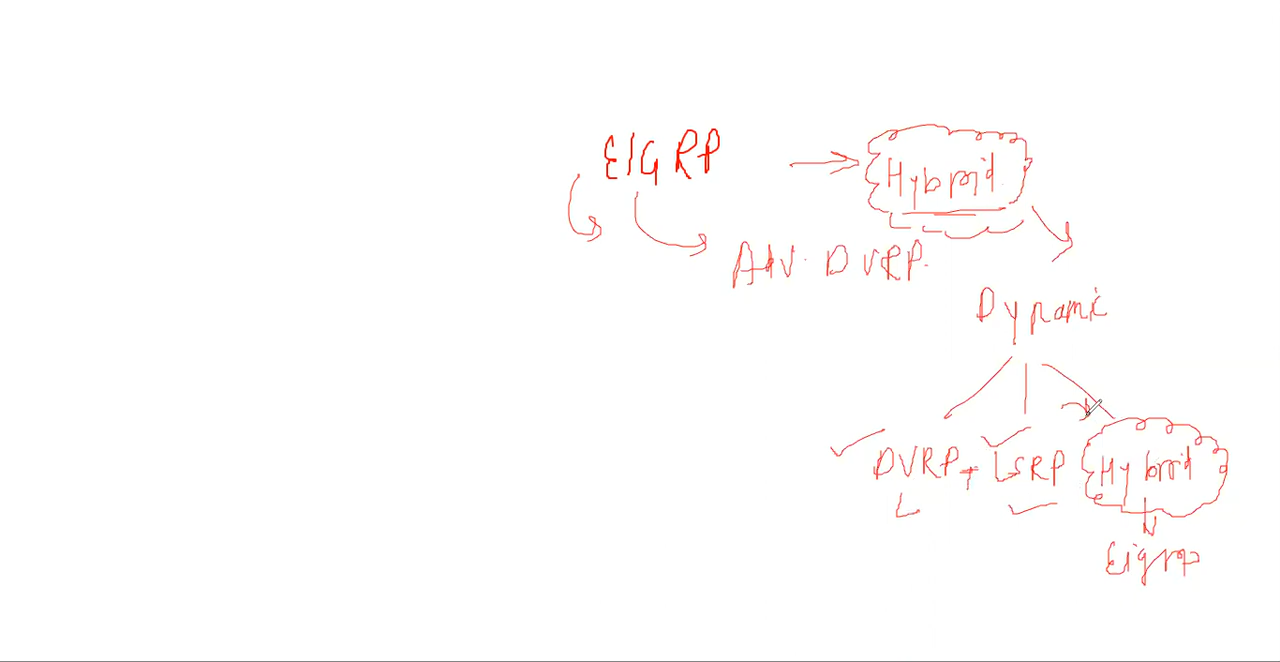 EIGRP → Hybrid
Adv. DVRP.
Dynamic
DVRP + LSRP Hybrid
Eigrp